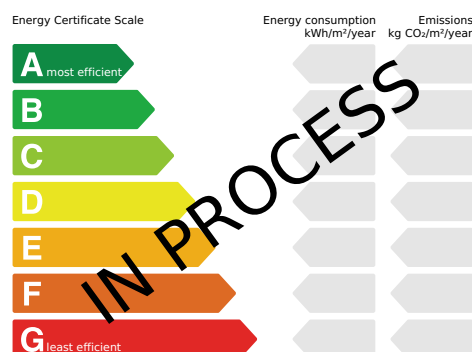 Energy Certificate Scale
Energy consumption
kWh/m²/year
Emissions
kg CO₂/m²/year
A most efficient
B
C
D
E
F
G least efficient
IN PROCESS